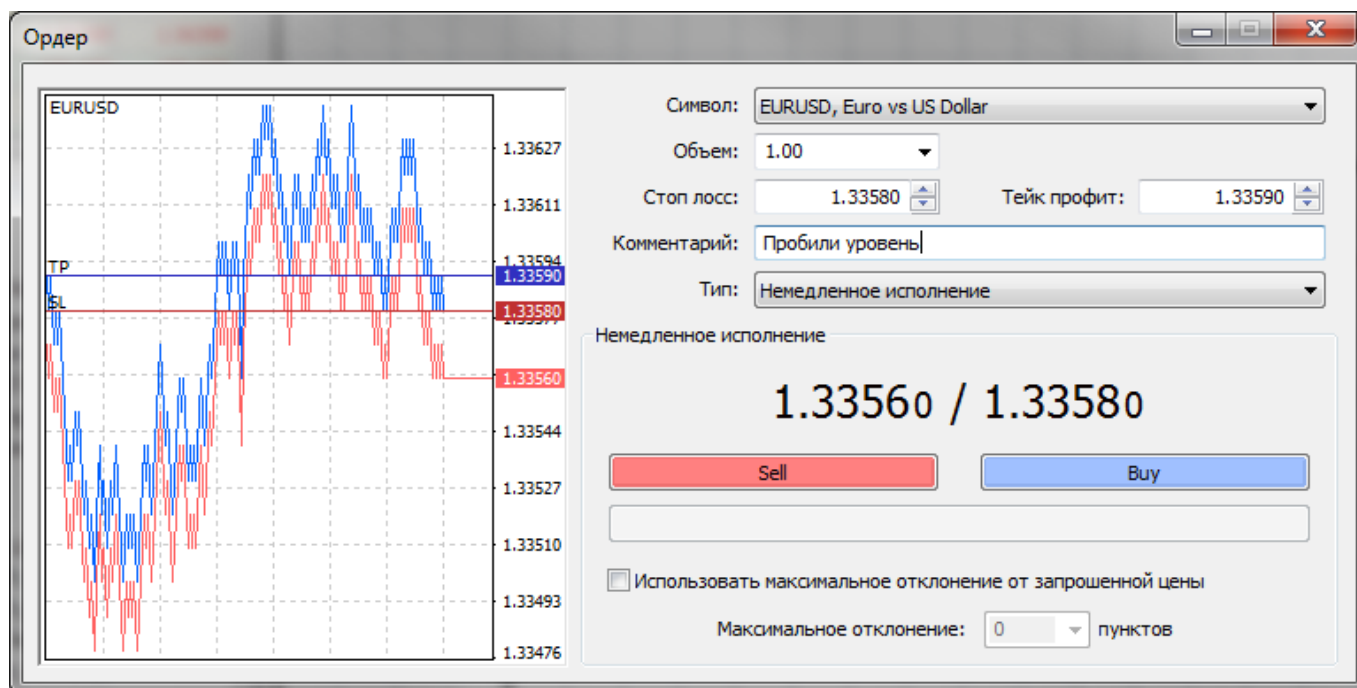 Ордер
EURUSD
1.33627
1.33611
1.33594
TP
1.33590
SL
1.33580
1.33577
1.33560
1.33544
1.33527
1.33510
1.33493
1.33476
Символ: EURUSD, Euro vs US Dollar
Объем: 1.00
Стоп лосс: 1.33580 Тейк профит: 1.33590
Комментарий: Пробили уровень
Тип: Немедленное исполнение
Немедленное исполнение
1.33560 / 1.33580
Sell Buy
Использовать максимальное отклонение от запрошенной цены
Максимальное отклонение: 0 пунктов